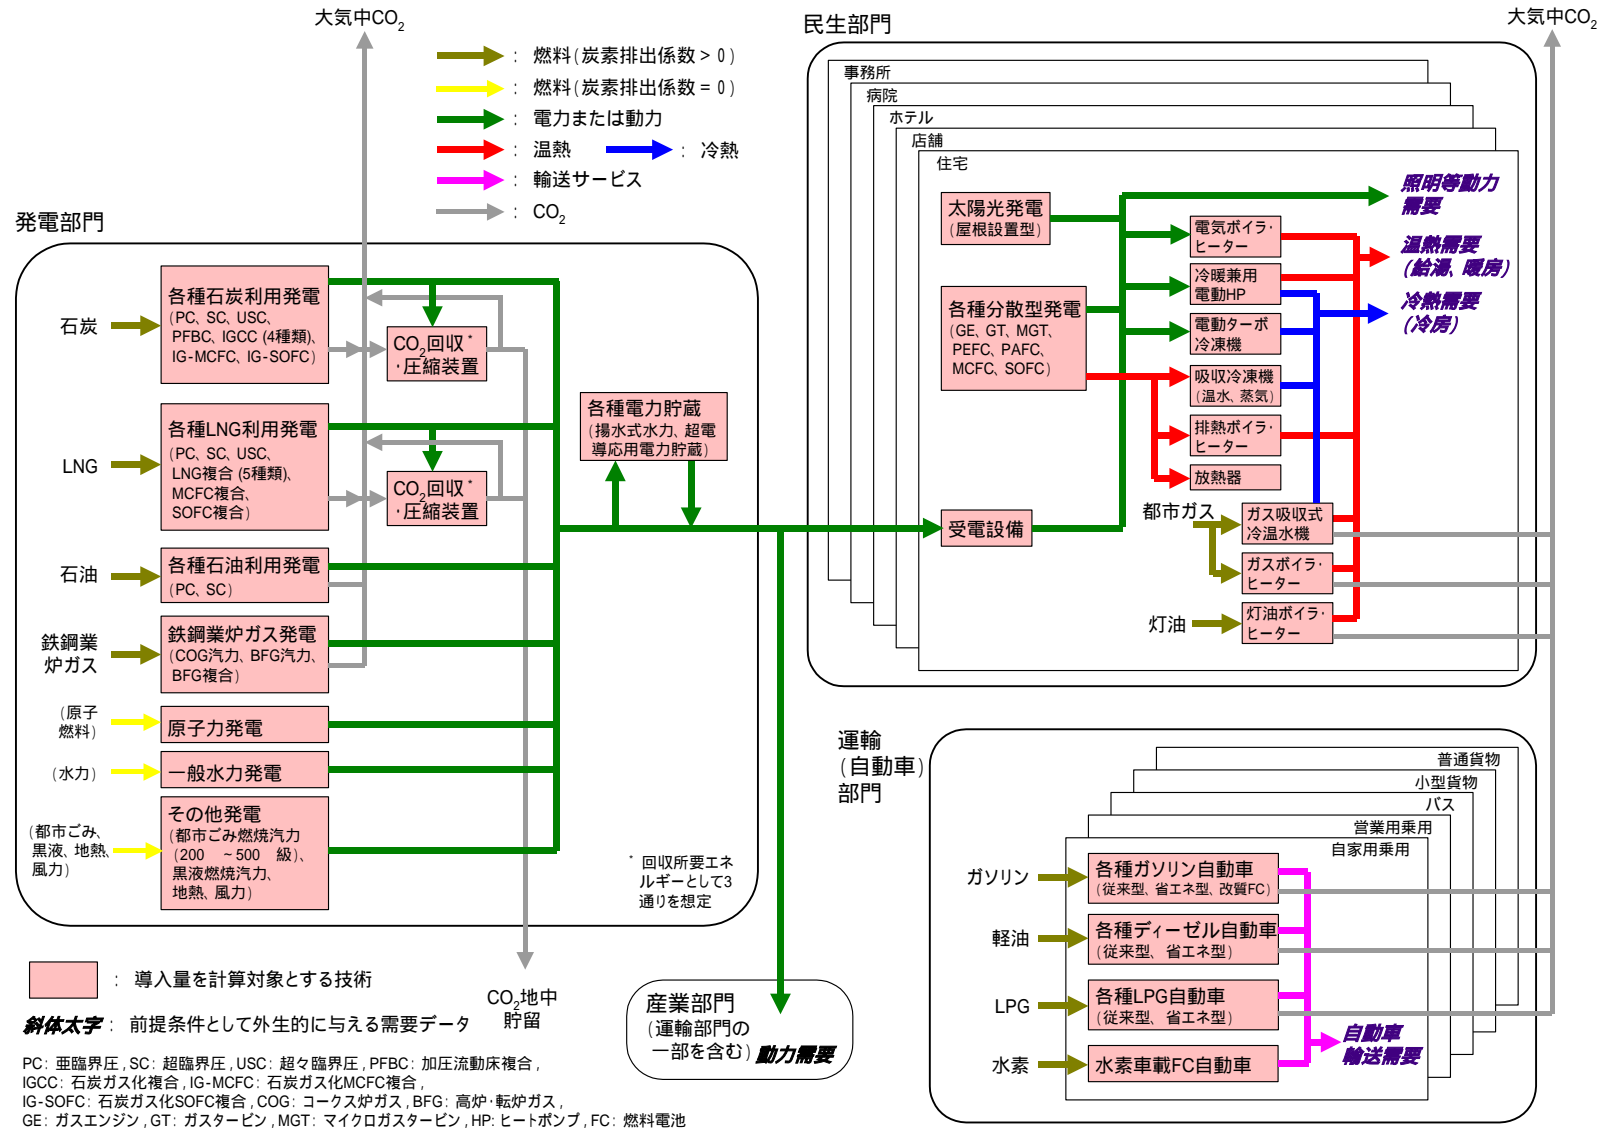 大気中CO2
: 燃料(炭素排出係数 > 0)
: 燃料(炭素排出係数 = 0)
: 電力または動力
: 温熱
: 冷熱
: 輸送サービス
: CO2
発電部門
石炭
各種石炭利用発電
(PC、SC、USC、
PFBC、IGCC (4種類)、
IG-MCFC、IG-SOFC)
CO2回収*
・圧縮装置
LNG
各種LNG利用発電
(PC、SC、USC、
LNG複合 (5種類)、
MCFC複合、
SOFC複合)
CO2回収*
・圧縮装置
各種電力貯蔵
(揚水式水力、超電
導応用電力貯蔵)
石油
各種石油利用発電
(PC、SC)
鉄鋼業
炉ガス
鉄鋼業炉ガス発電
(COG汽力、BFG汽力、
BFG複合)
(原子
燃料)
原子力発電
(水力)
一般水力発電
(都市ごみ、
黒液、地熱、
風力)
その他発電
(都市ごみ燃焼汽力
(200 ~500 級)、
黒液燃焼汽力、
地熱、風力)
* 回収所要エネ
ルギーとして3
通りを想定
CO2地中
貯留
産業部門
(運輸部門の
一部を含む) 動力需要
: 導入量を計算対象とする技術
斜体太字 : 前提条件として外生的に与える需要データ
PC: 亜臨界圧 , SC: 超臨界圧 , USC: 超々臨界圧 , PFBC: 加圧流動床複合 ,
IGCC: 石炭ガス化複合 , IG-MCFC: 石炭ガス化MCFC複合 ,
IG-SOFC: 石炭ガス化SOFC複合 , COG: コークス炉ガス , BFG: 高炉・転炉ガス ,
GE: ガスエンジン , GT: ガスタービン , MGT: マイクロガスタービン , HP: ヒートポンプ , FC: 燃料電池
民生部門
大気中CO2
事務所
病院
ホテル
店舗
住宅
太陽光発電
(屋根設置型)
各種分散型発電
(GE、GT、MGT、
PEFC、PAFC、
MCFC、SOFC)
受電設備
電気ボイラ・
ヒーター
冷暖兼用
電動HP
電動ターボ
冷凍機
吸収冷凍機
(温水、蒸気)
排熱ボイラ・
ヒーター
放熱器
都市ガス
ガス吸収式
冷温水機
ガスボイラ・
ヒーター
灯油
灯油ボイラ・
ヒーター
照明等動力
需要
温熱需要
(給湯、暖房)
冷熱需要
(冷房)
運輸
(自動車)
部門
普通貨物
小型貨物
バス
営業用乗用
自家用乗用
ガソリン
各種ガソリン自動車
(従来型、省エネ型、改質FC)
軽油
各種ディーゼル自動車
(従来型、省エネ型)
LPG
各種LPG自動車
(従来型、省エネ型)
水素
水素車載FC自動車
自動車
輸送需要